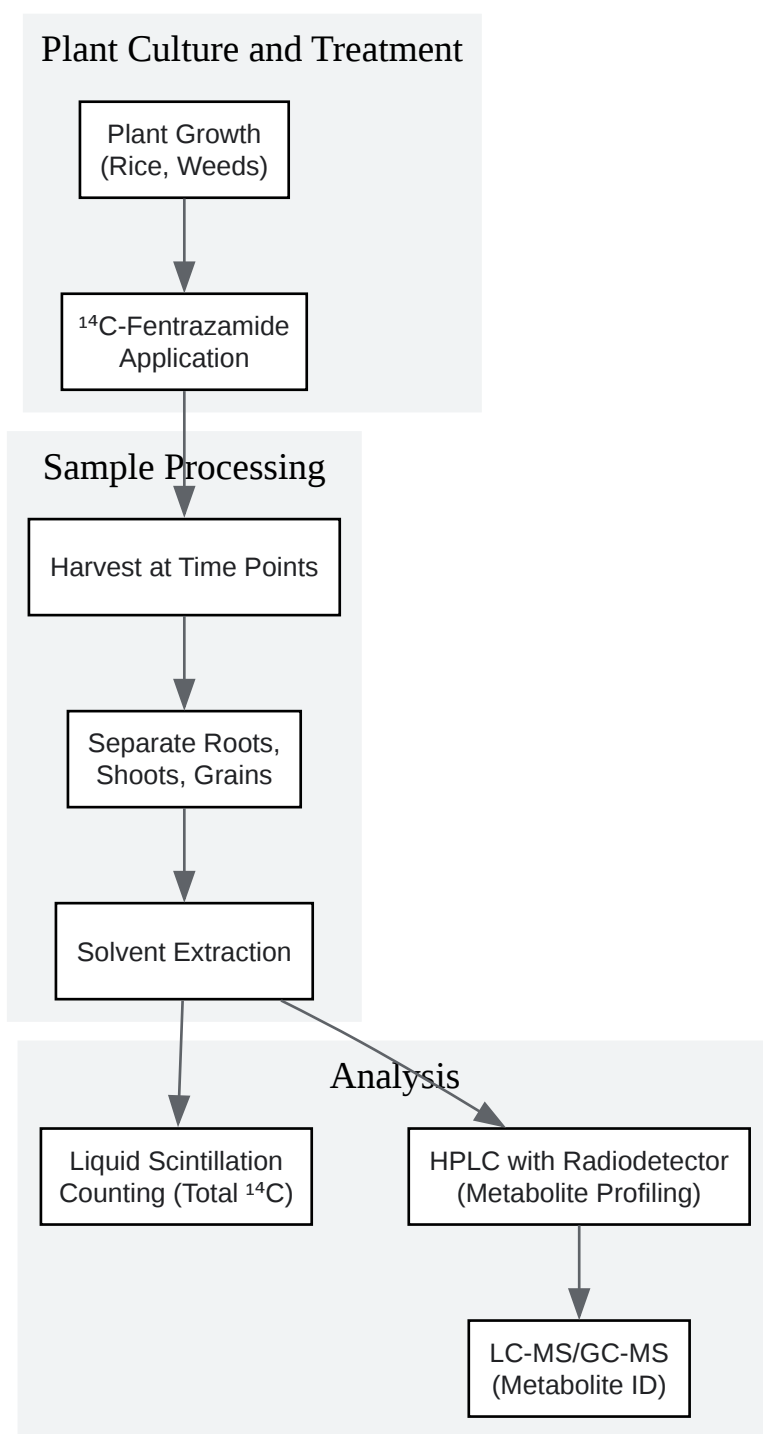 Plant Culture and Treatment
Plant Growth
(Rice, Weeds)
¹⁴C-Fentrazamide
Application
Sample Processing
Harvest at Time Points
Separate Roots,
Shoots, Grains
Solvent Extraction
Analysis
Liquid Scintillation
Counting (Total ¹⁴C)
HPLC with Radiodetector
(Metabolite Profiling)
LC-MS/GC-MS
(Metabolite ID)